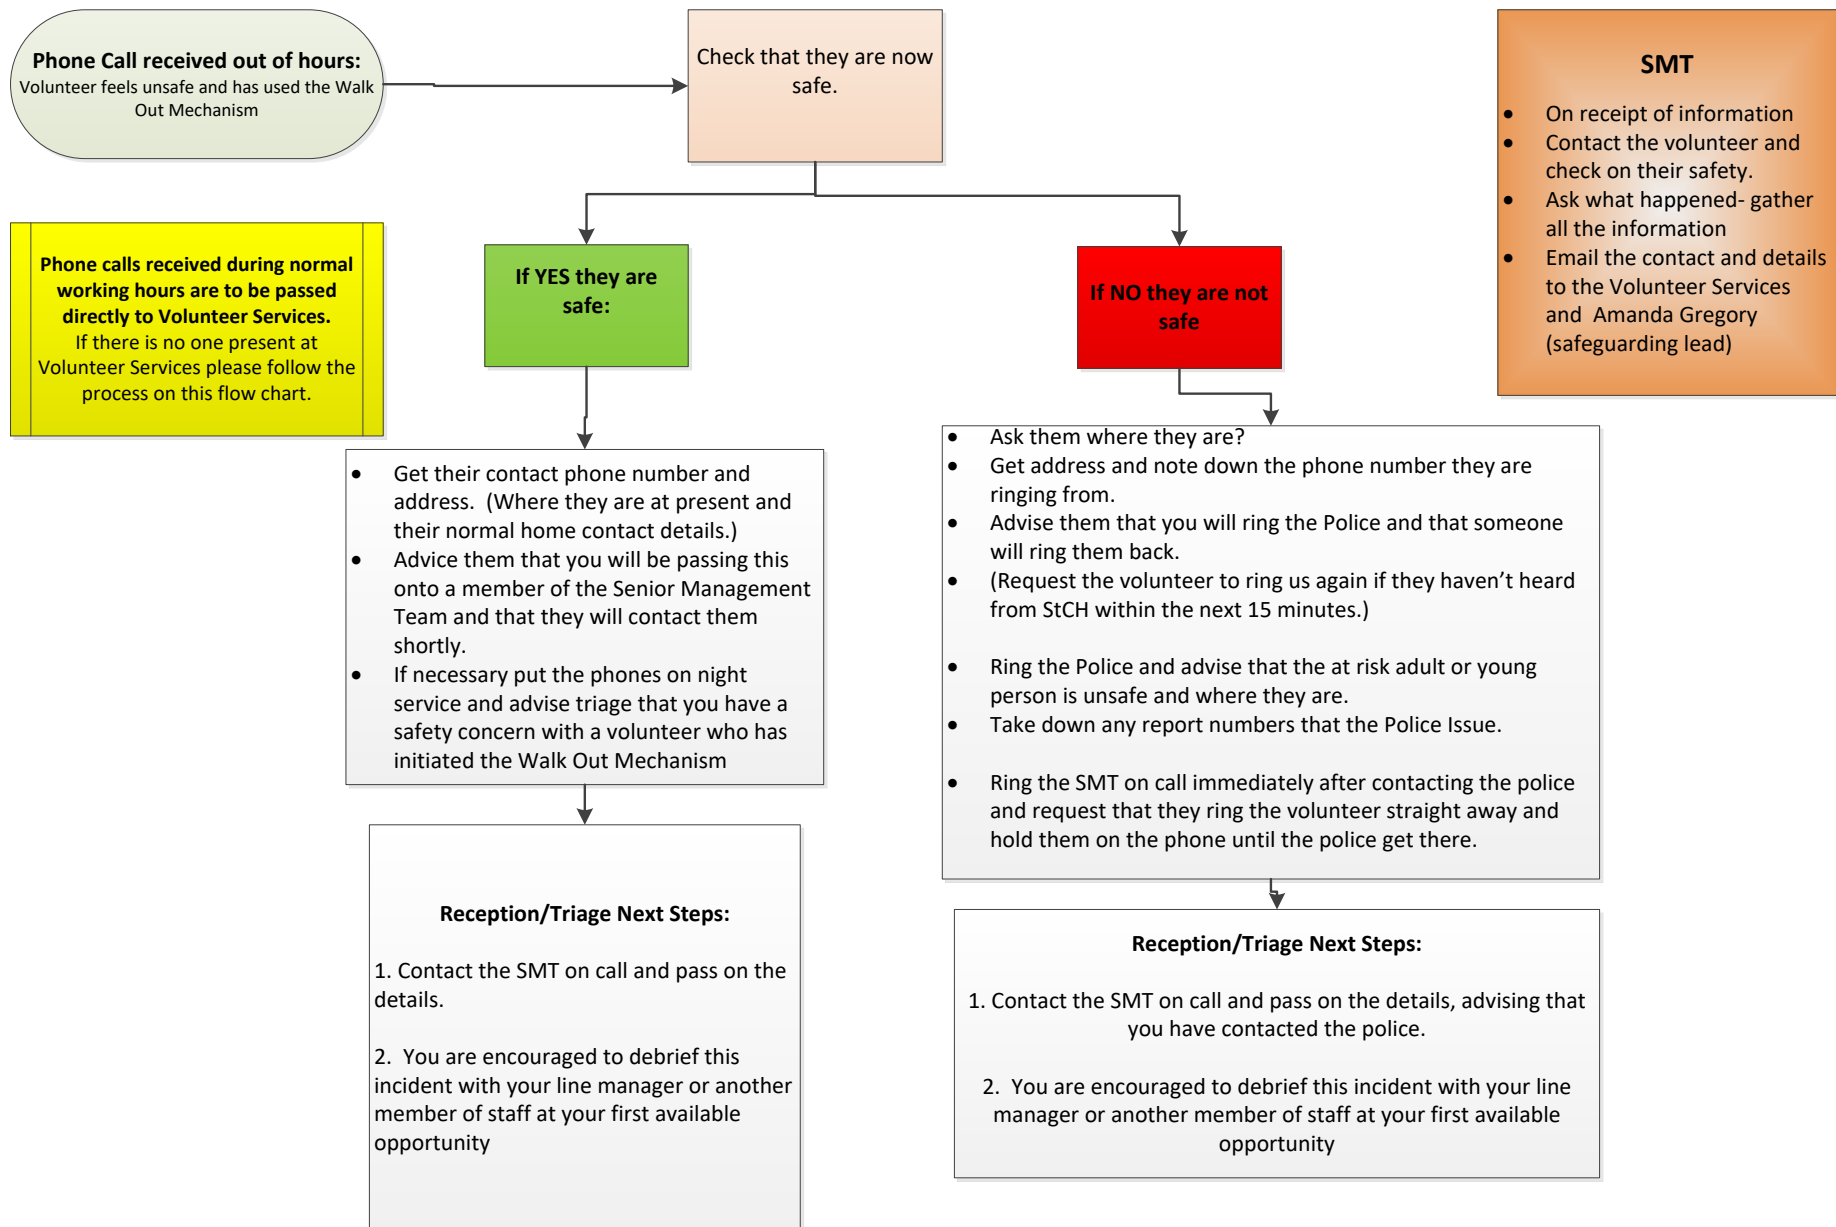 Phone Call received out of hours:
Volunteer feels unsafe and has used the Walk
Out Mechanism
Check that they are now
safe.
SMT
• On receipt of information
• Contact the volunteer and
check on their safety.
• Ask what happened- gather
all the information
• Email the contact and details
to the Volunteer Services
and  Amanda Gregory
(safeguarding lead)
Phone calls received during normal
working hours are to be passed
directly to Volunteer Services.
If there is no one present at
Volunteer Services please follow the
process on this flow chart.
If YES they are
safe:
If NO they are not
safe
• Get their contact phone number and
address.  (Where they are at present and
their normal home contact details.)
• Advice them that you will be passing this
onto a member of the Senior Management
Team and that they will contact them
shortly.
• If necessary put the phones on night
service and advise triage that you have a
safety concern with a volunteer who has
initiated the Walk Out Mechanism
• Ask them where they are?
• Get address and note down the phone number they are
ringing from.
• Advise them that you will ring the Police and that someone
will ring them back.
• (Request the volunteer to ring us again if they haven’t heard
from StCH within the next 15 minutes.)
• Ring the Police and advise that the at risk adult or young
person is unsafe and where they are.
• Take down any report numbers that the Police Issue.
• Ring the SMT on call immediately after contacting the police
and request that they ring the volunteer straight away and
hold them on the phone until the police get there.
Reception/Triage Next Steps:
1. Contact the SMT on call and pass on the
details.
2.  You are encouraged to debrief this
incident with your line manager or another
member of staff at your first available
opportunity
Reception/Triage Next Steps:
1. Contact the SMT on call and pass on the details, advising that
you have contacted the police.
2.  You are encouraged to debrief this incident with your line
manager or another member of staff at your first available
opportunity